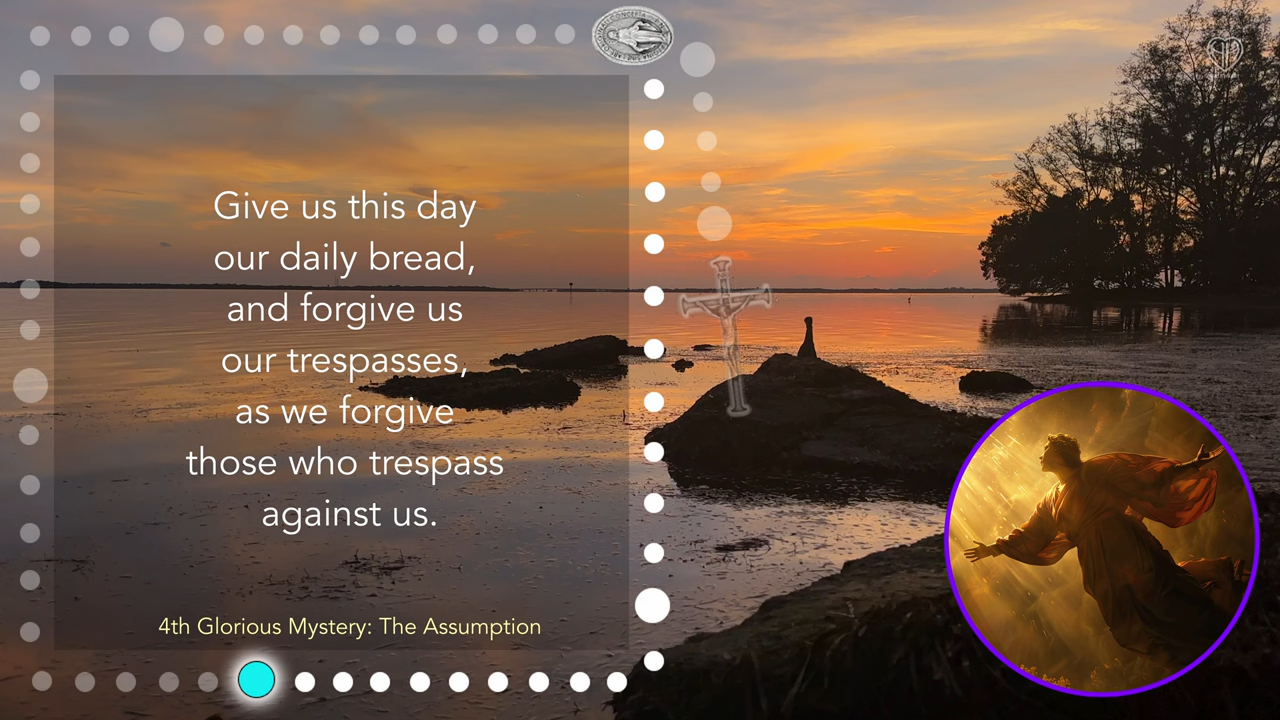 Give us this day
our daily bread,
and forgive us
our trespasses,
as we forgive
those who trespass
against us.
4th Glorious Mystery: The Assumption